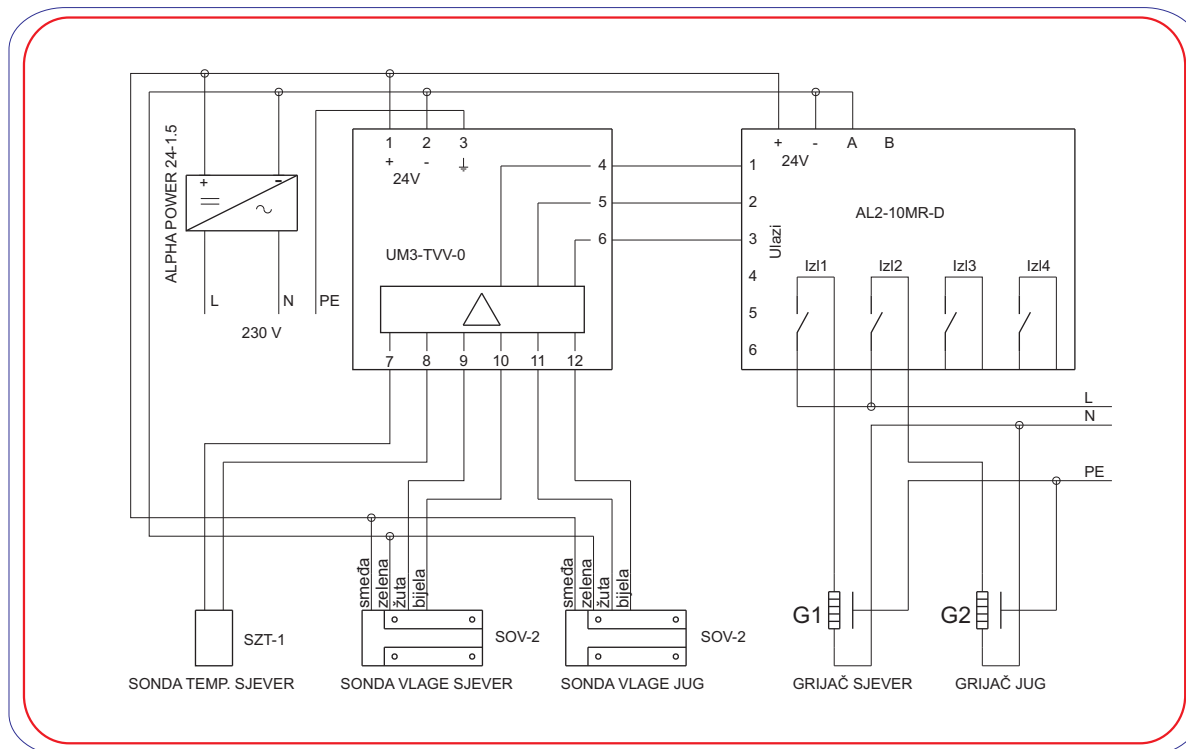 ALPHA POWER 24-1.5
+ -
L N PE
230 V
1 2 3
+ -
24V
4
5
6
UM3-TVV-0
7 8 9 10 11 12
+ - A B
24V
1
2
3
4
5
6
Ulazi
AL2-10MR-D
Izl1 Izl2 Izl3 Izl4
L
N
PE
smeđa
zelena
žuta
bijela
smeđa
zelena
žuta
bijela
SZT-1
SOV-2
SOV-2
G1
G2
SONDA TEMP. SJEVER
SONDA VLAGE SJEVER
SONDA VLAGE JUG
GRIJAČ SJEVER
GRIJAČ JUG